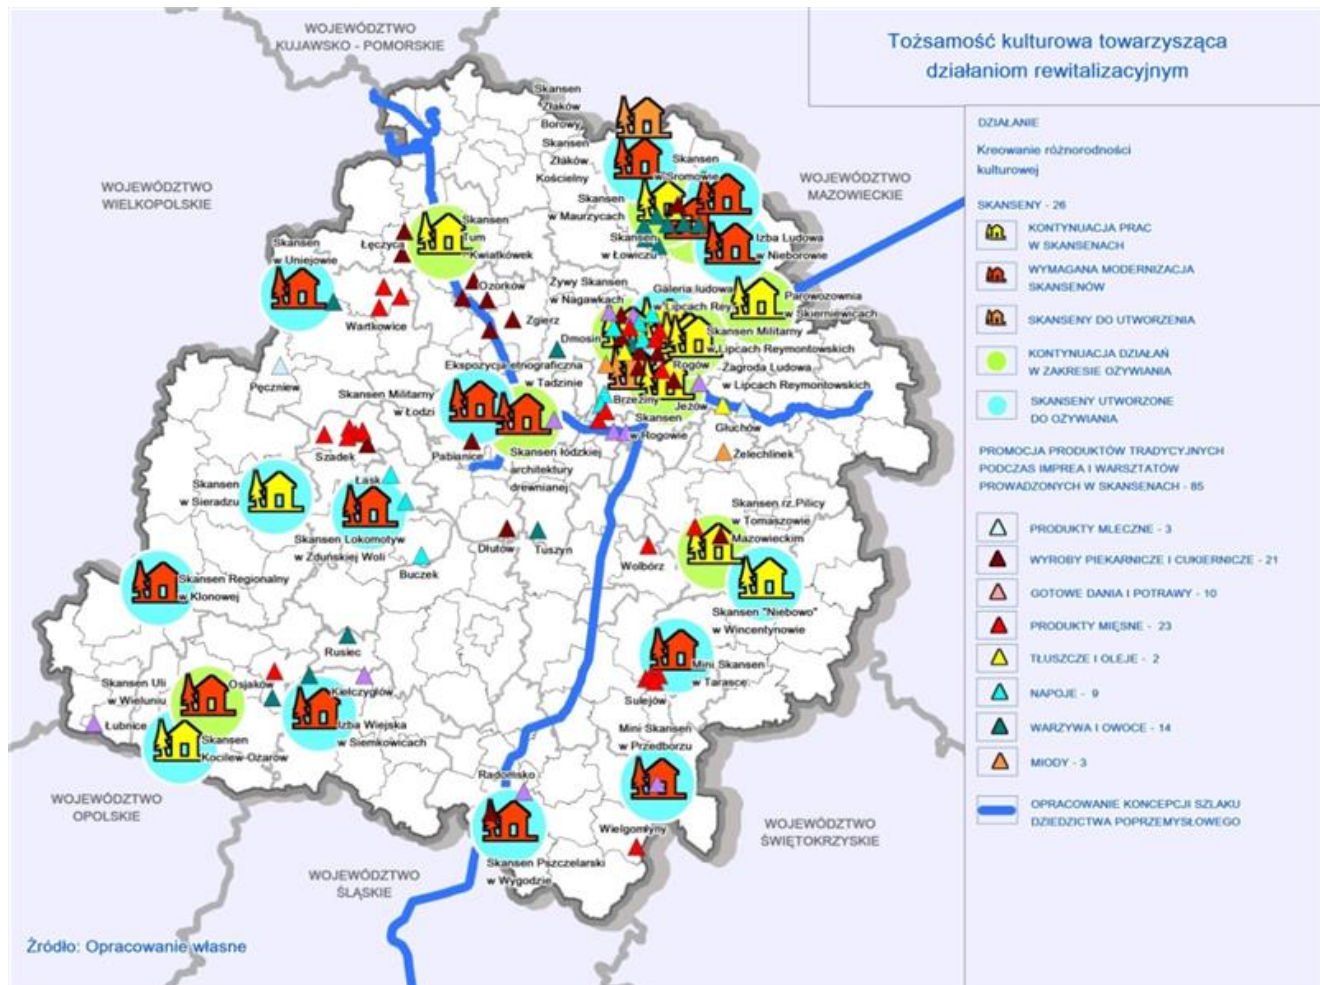 WOJEWÓDZTWO
KUJAWSKO - POMORSKIE
Tożsamość kulturowa towarzysząca
działaniom rewitalizacyjnym
WOJEWÓDZTWO
WIELKOPOLSKIE
WOJEWÓDZTWO
MAZOWIECKIE
Skansen
Złaków
Borowy
Skansen
Złaków
Kościelny
Skansen
w Sromowie
Skansen
w Maurzycach
Skansen
w Łowiczu
Izba Ludowa
w Nieborowie
Skansen
Tum
Kwiatkówek
Łęczyca
Skansen
w Uniejowie
Ozorków
Żywy Skansen
w Nagawkach
Galeria ludowa
w Lipcach Rey
Parowozownia
w Skierniewicach
Wartkowice
Zgierz
Dmosin
Skansen Militarny
w Lipcach Reymontowskich
Ekspozycja etnograficzna
w Tadzinie
Rogów
Zagroda Ludowa
w Lipcach Reymontowskich
Pęczniew
Skansen Militarny
w Łodzi
Brzeziny
Jeżów
Głuchów
Skansen
w Rogowie
Szadek
Pabianice
Skansen łódzkiej
architektury
drewnianej
Żelechlinek
Łask
Skansen
w Sieradzu
Skansen rz.Pilicy
w Tomaszowie
Mazowieckim
Skansen Lokomotyw
w Zduńskiej Woli
Dłutów
Tuszyn
Wolbórz
Buczek
Skansen Regionalny
w Klonowej
Skansen "Niebowo"
w Wincentynowie
Rusiec
Mini Skansen
w Tarasce
Skansen Uli
w Wieluniu
Osjaków
Kiełczygłów
Sulejów
Łubnice
Izba Wiejska
w Siemkowicach
Mini Skansen
w Przedborzu
Skansen
Kocilew-Ożarów
Radomsko
WOJEWÓDZTWO
OPOLSKIE
Wielgomłyny
WOJEWÓDZTWO
ŚWIĘTOKRZYSKIE
Skansen Pszczelarski
w Wygodzie
WOJEWÓDZTWO
ŚLĄSKIE
Źródło: Opracowanie własne
DZIAŁANIE
Kreowanie różnorodności
kulturowej
SKANSENY - 26
KONTYNUACJA PRAC
W SKANSENACH
WYMAGANA MODERNIZACJA
SKANSENÓW
SKANSENY DO UTWORZENIA
KONTYNUACJA DZIAŁAŃ
W ZAKRESIE OŻYWIANIA
SKANSENY UTWORZONE
DO OŻYWIANIA
PROMOCJA PRODUKTÓW TRADYCYJNYCH
PODCZAS IMPREA I WARSZTATÓW
PROWADZONYCH W SKANSENACH - 85
PRODUKTY MLECZNE - 3
WYROBY PIEKARNICZE I CUKIERNICZE - 21
GOTOWE DANIA I POTRAWY - 10
PRODUKTY MIĘSNE - 23
TŁUSZCZE I OLEJE - 2
NAPOJE - 9
WARZYWA I OWOCE - 14
MIODY - 3
OPRACOWANIE KONCEPCJI SZLAKU
DZIEDZICTWA POPRZEMYSŁOWEGO